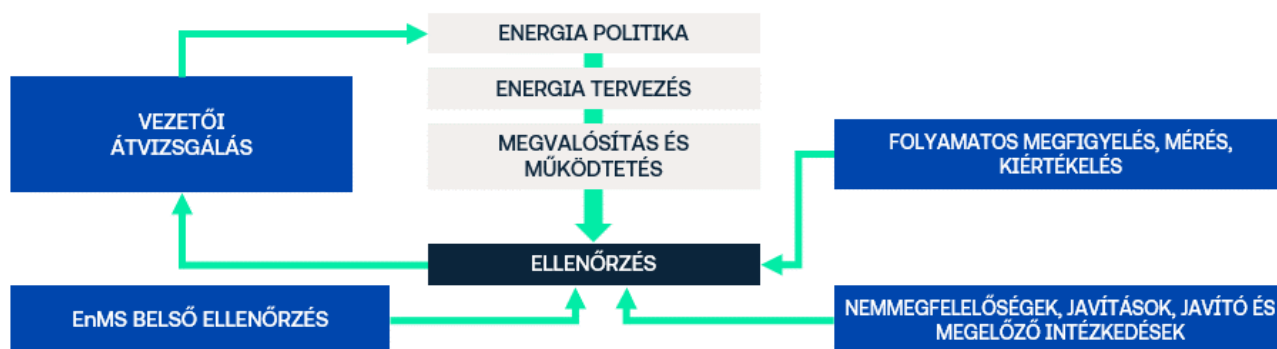 ENERGIA POLITIKA
ENERGIA TERVEZÉS
MEGVALÓSÍTÁS ÉS
MŰKÖDTETÉS
VEZETŐI
ÁTVIZSGÁLÁS
FOLYAMATOS MEGFIGYELÉS, MÉRÉS,
KIÉRTÉKELÉS
ELLENŐRZÉS
EnMS BELSŐ ELLENŐRZÉS
NEMMEGFELELŐSÉGEK, JAVÍTÁSOK, JAVÍTÓ ÉS
MEGELŐZŐ INTÉZKEDÉSEK